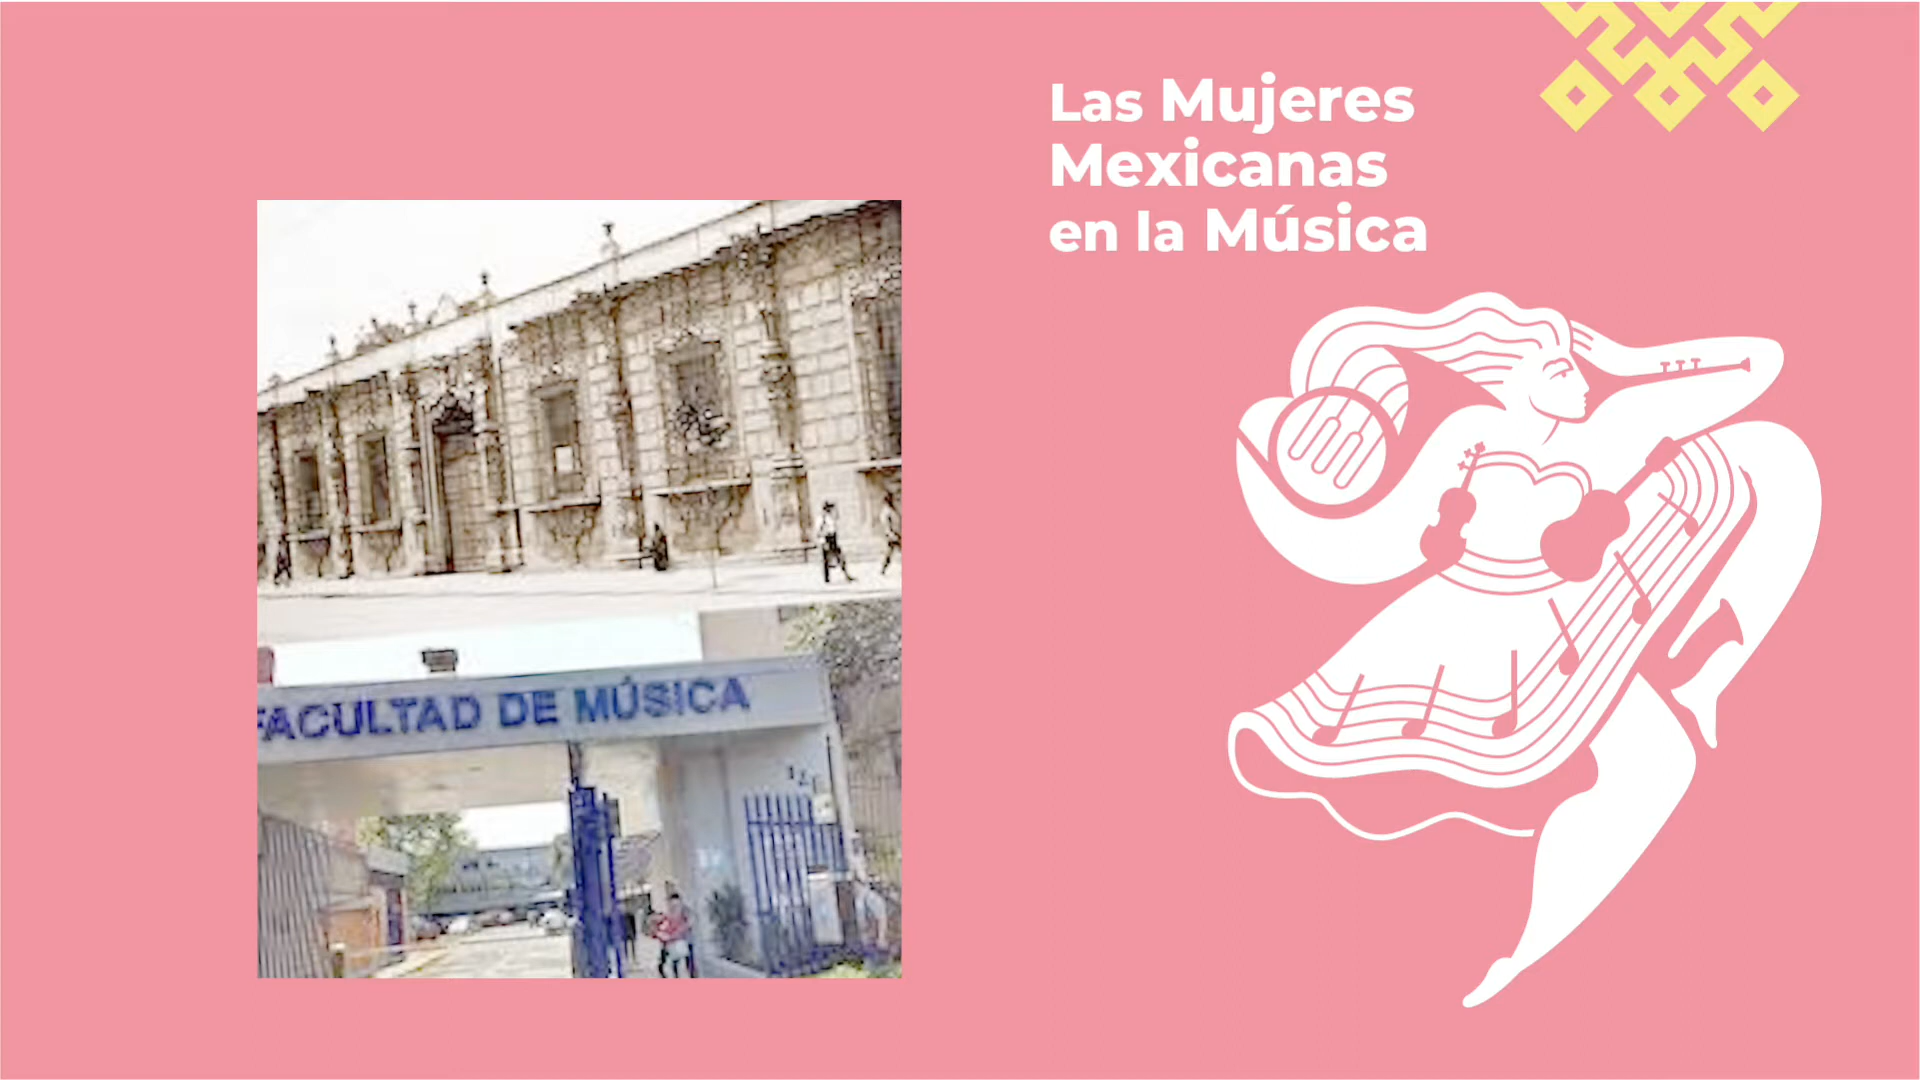 Las Mujeres
Mexicanas
en la Música
FACULTAD DE MÚSICA